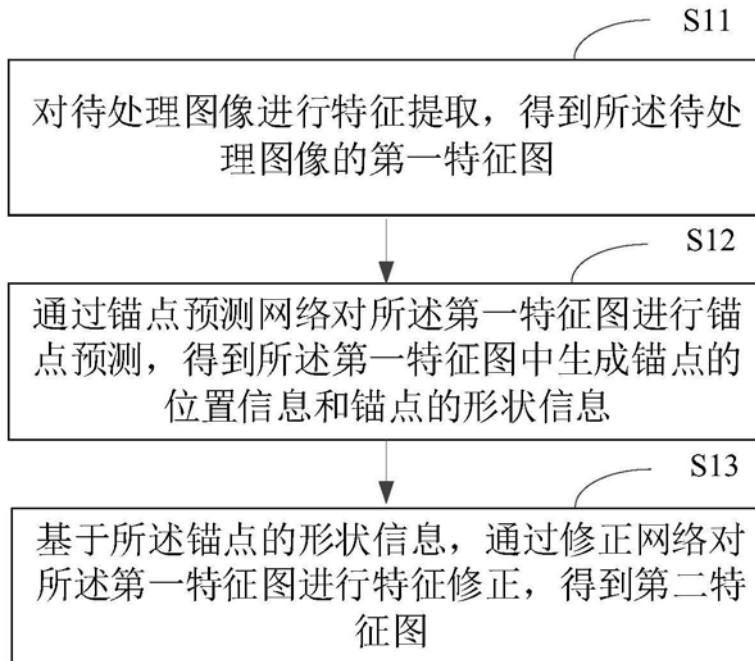 S11
对待处理图像进行特征提取，得到所述待处
理图像的第一特征图
S12
通过锚点预测网络对所述第一特征图进行锚
点预测，得到所述第一特征图中生成锚点的
位置信息和锚点的形状信息
S13
基于所述锚点的形状信息，通过修正网络对
所述第一特征图进行特征修正，得到第二特
征图